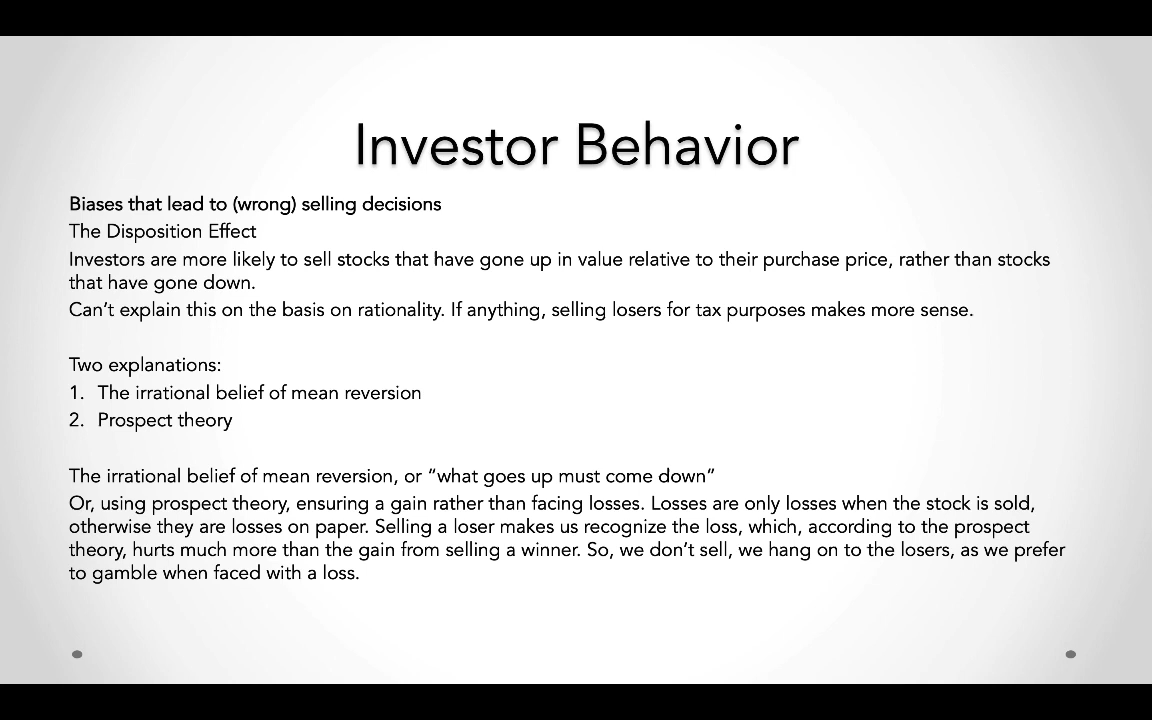 Investor Behavior
Biases that lead to (wrong) selling decisions
The Disposition Effect
Investors are more likely to sell stocks that have gone up in value relative to their purchase price, rather than stocks
that have gone down.
Can’t explain this on the basis on rationality. If anything, selling losers for tax purposes makes more sense.
Two explanations:
1. The irrational belief of mean reversion
2. Prospect theory
The irrational belief of mean reversion, or “what goes up must come down”
Or, using prospect theory, ensuring a gain rather than facing losses. Losses are only losses when the stock is sold,
otherwise they are losses on paper. Selling a loser makes us recognize the loss, which, according to the prospect
theory, hurts much more than the gain from selling a winner. So, we don’t sell, we hang on to the losers, as we prefer
to gamble when faced with a loss.